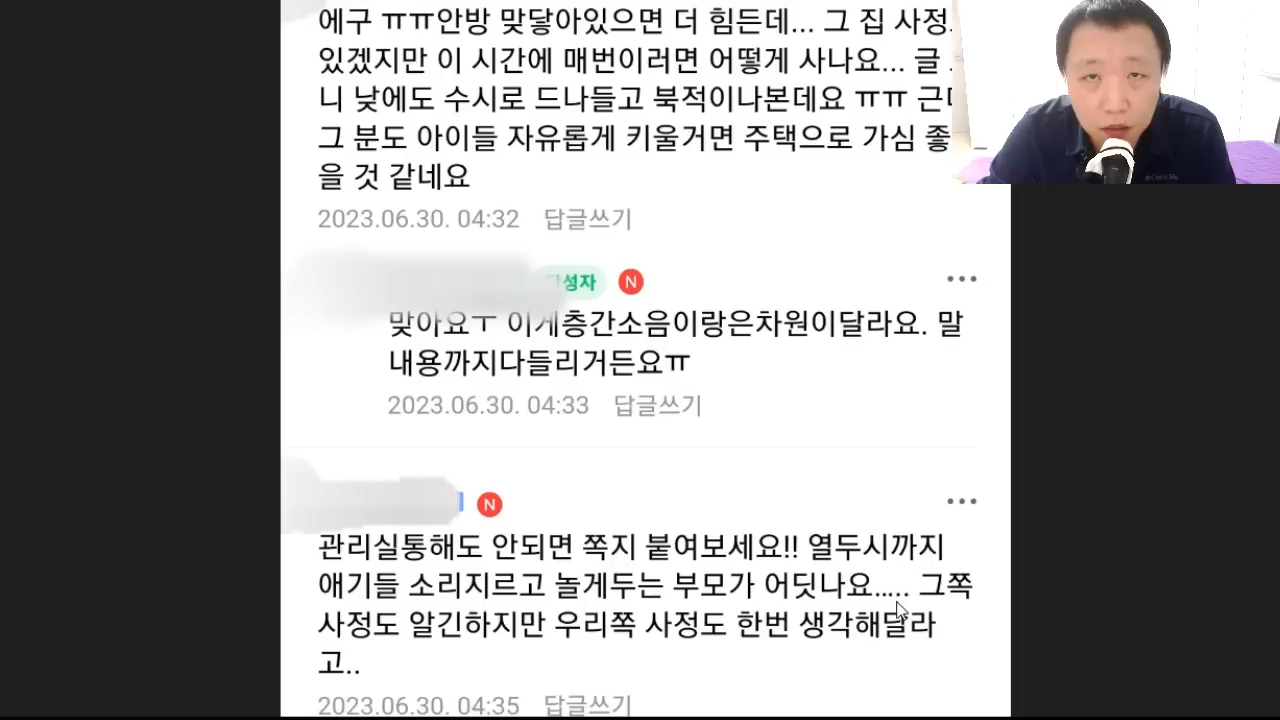 에구 ㅠㅠ안방 맞닿아있으면 더 힘든데... 그 집 사정
있겠지만 이 시간에 매번이러면 어떻게 사나요... 글
니 낮에도 수시로 드나들고 북적이나본데요 ㅠㅠ
그 분도 아이들 자유롭게 키울거면 주택으로 가심 좋
을 것 같네요
2023.06.30. 04:32 답글쓰기
N
맞아요ㅜ 이게층간소음이랑은차원이달라요. 말
내용까지다들리거든요ㅠ
2023.06.30. 04:33 답글쓰기
N
관리실통해도 안되면 쪽지 붙여보세요!! 열두시까지
애기들 소리지르고 놀게두는 부모가 어딧나요..... 그쪽
사정도 알긴하지만 우리쪽 사정도 한번 생각해달라
고..
2023.06.30. 04:35 답글쓰기